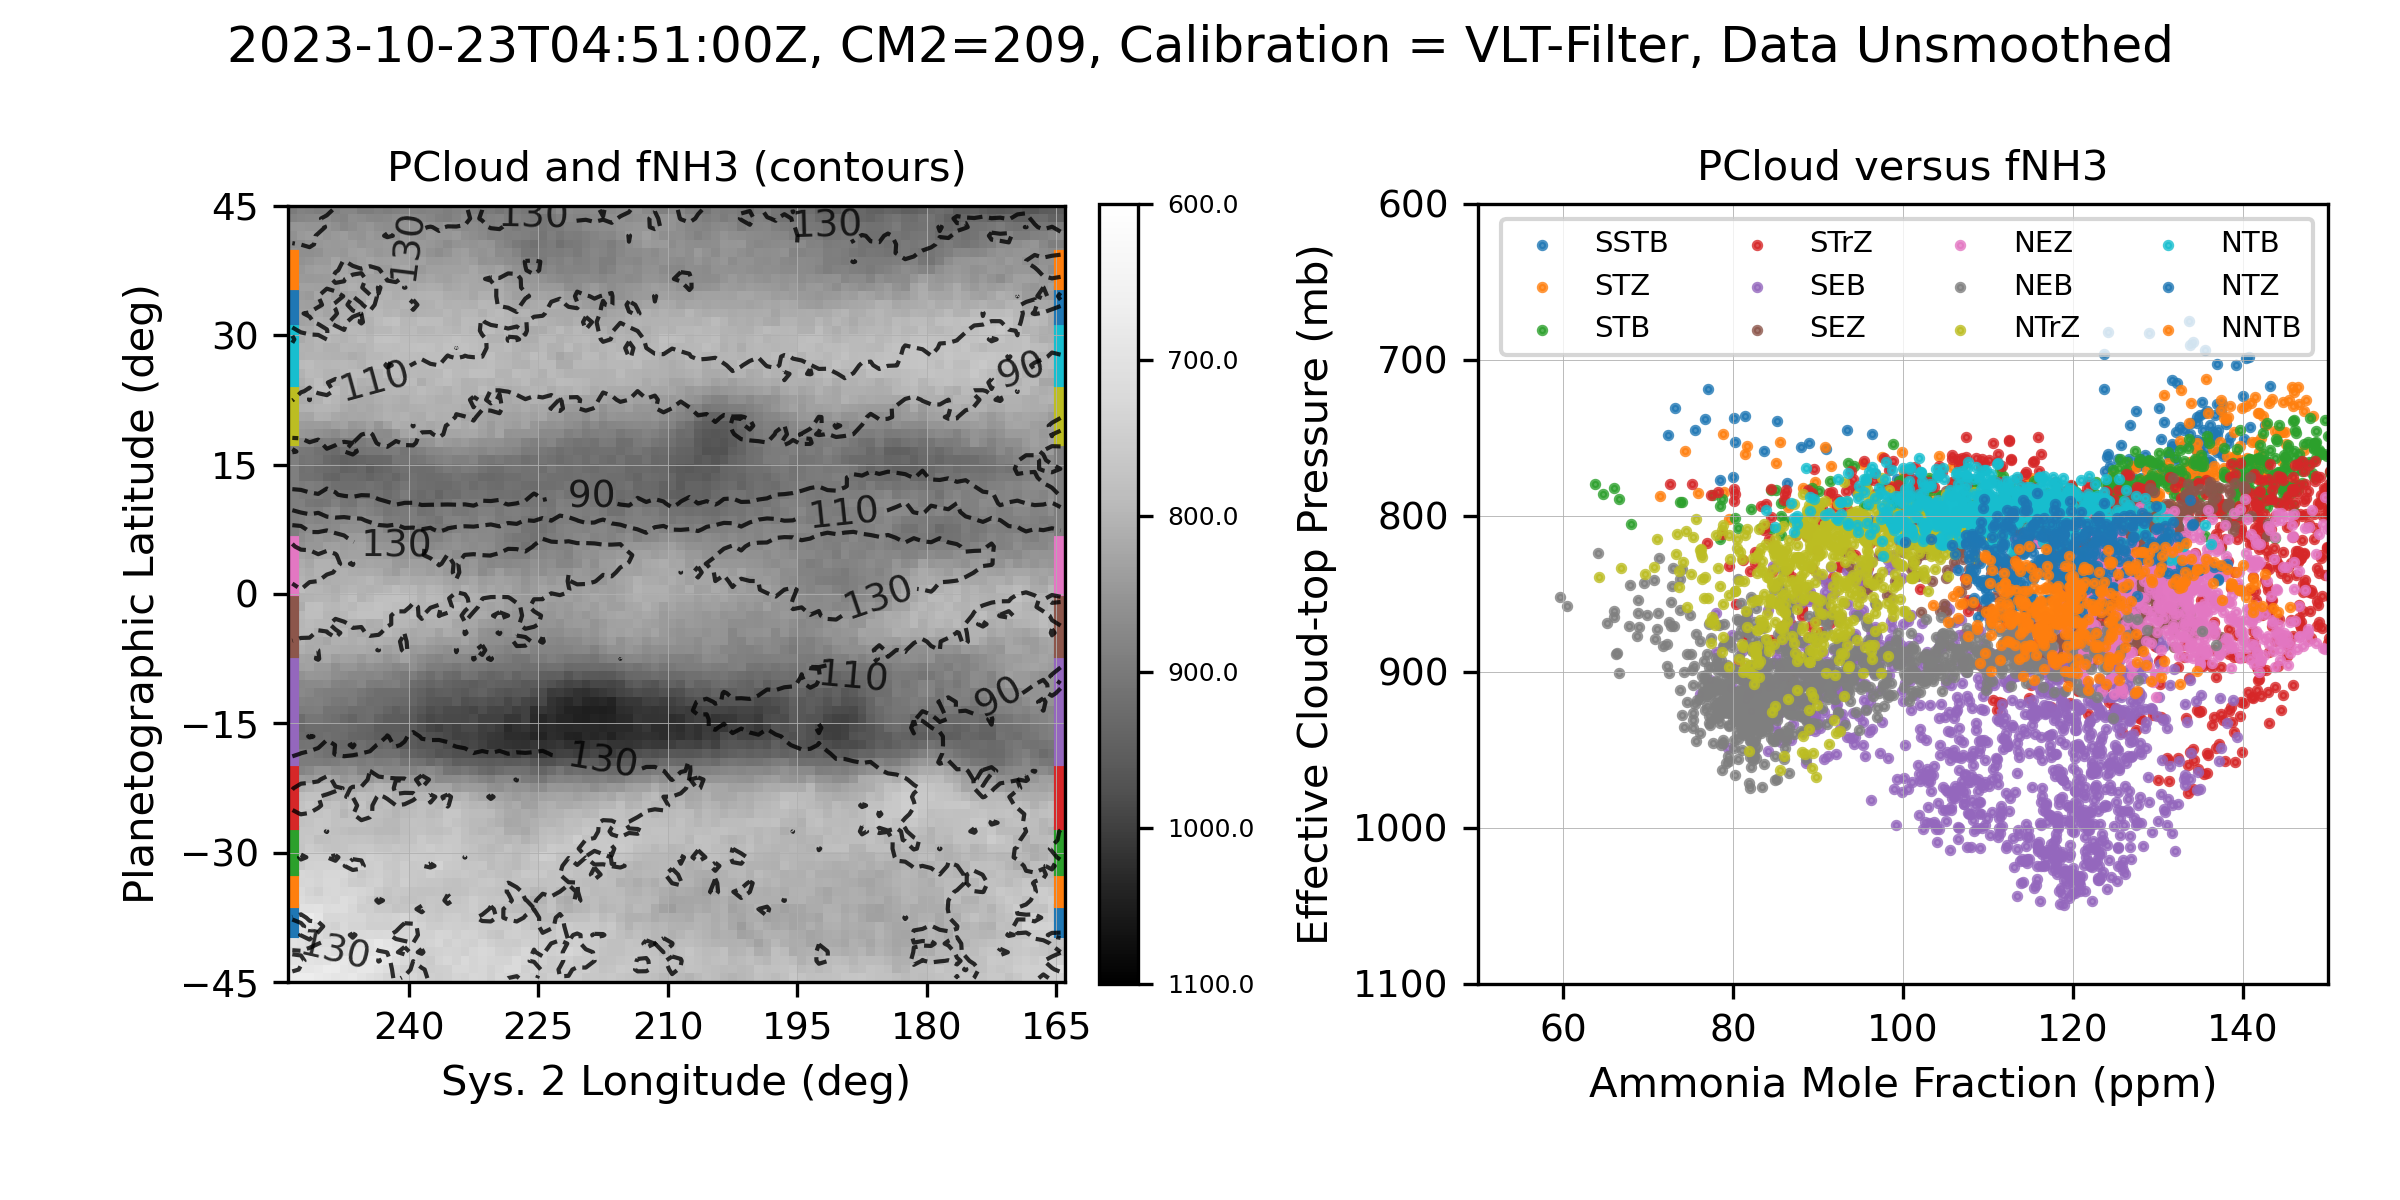 2023-10-23T04:51:00Z, CM2=209, Calibration = VLT-Filter, Data Unsmoothed
PCloud and fNH3 (contours)
Planetographic Latitude (deg)
45
30
15
0
−15
−30
−45
130
130
130
110
90
90
110
130
130
110
90
130
130
240
225
210
195
180
165
Sys. 2 Longitude (deg)
600.0
700.0
800.0
900.0
1000.0
1100.0
PCloud versus fNH3
Effective Cloud-top Pressure (mb)
600
700
800
900
1000
1100
SSTB
STZ
STB
STrZ
SEB
SEZ
NEZ
NEB
NTrZ
NTB
NTZ
NNTB
60
80
100
120
140
Ammonia Mole Fraction (ppm)